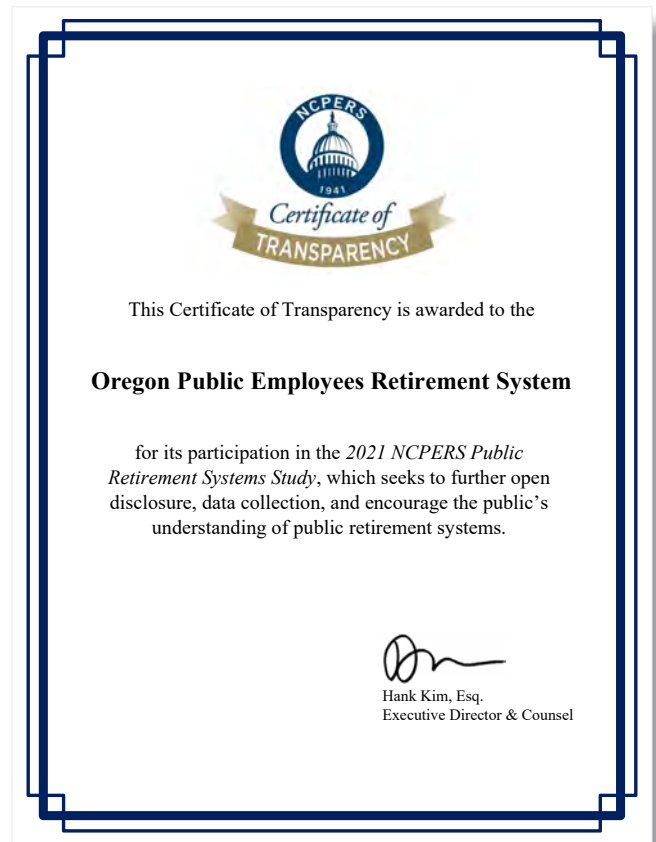 NCPERS
1941
Certificate of
TRANSPARENCY
This Certificate of Transparency is awarded to the
Oregon Public Employees Retirement System
for its participation in the 2021 NCPERS Public
Retirement Systems Study, which seeks to further open
disclosure, data collection, and encourage the public’s
understanding of public retirement systems.
Hank Kim, Esq.
Executive Director & Counsel